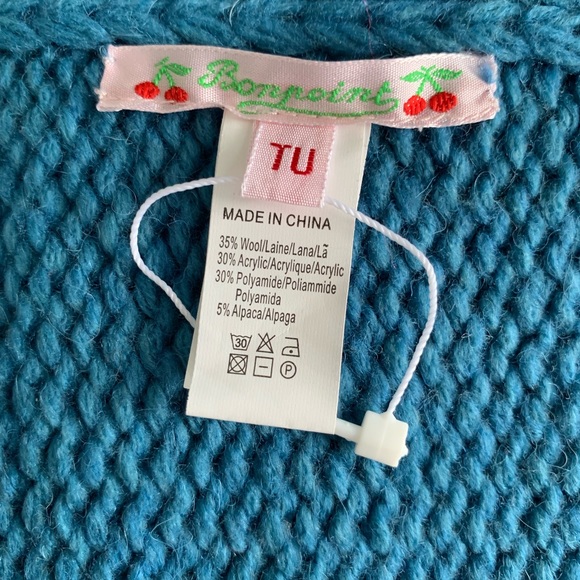 Bonpoint
TU
MADE IN CHINA
35% Wool/Laine/Lana/Lã
30% Acrylic/Acrylique/Acrylic
30% Polyamide/Poliammide
Polyamida
5% Alpaca/Alpaga
30
P